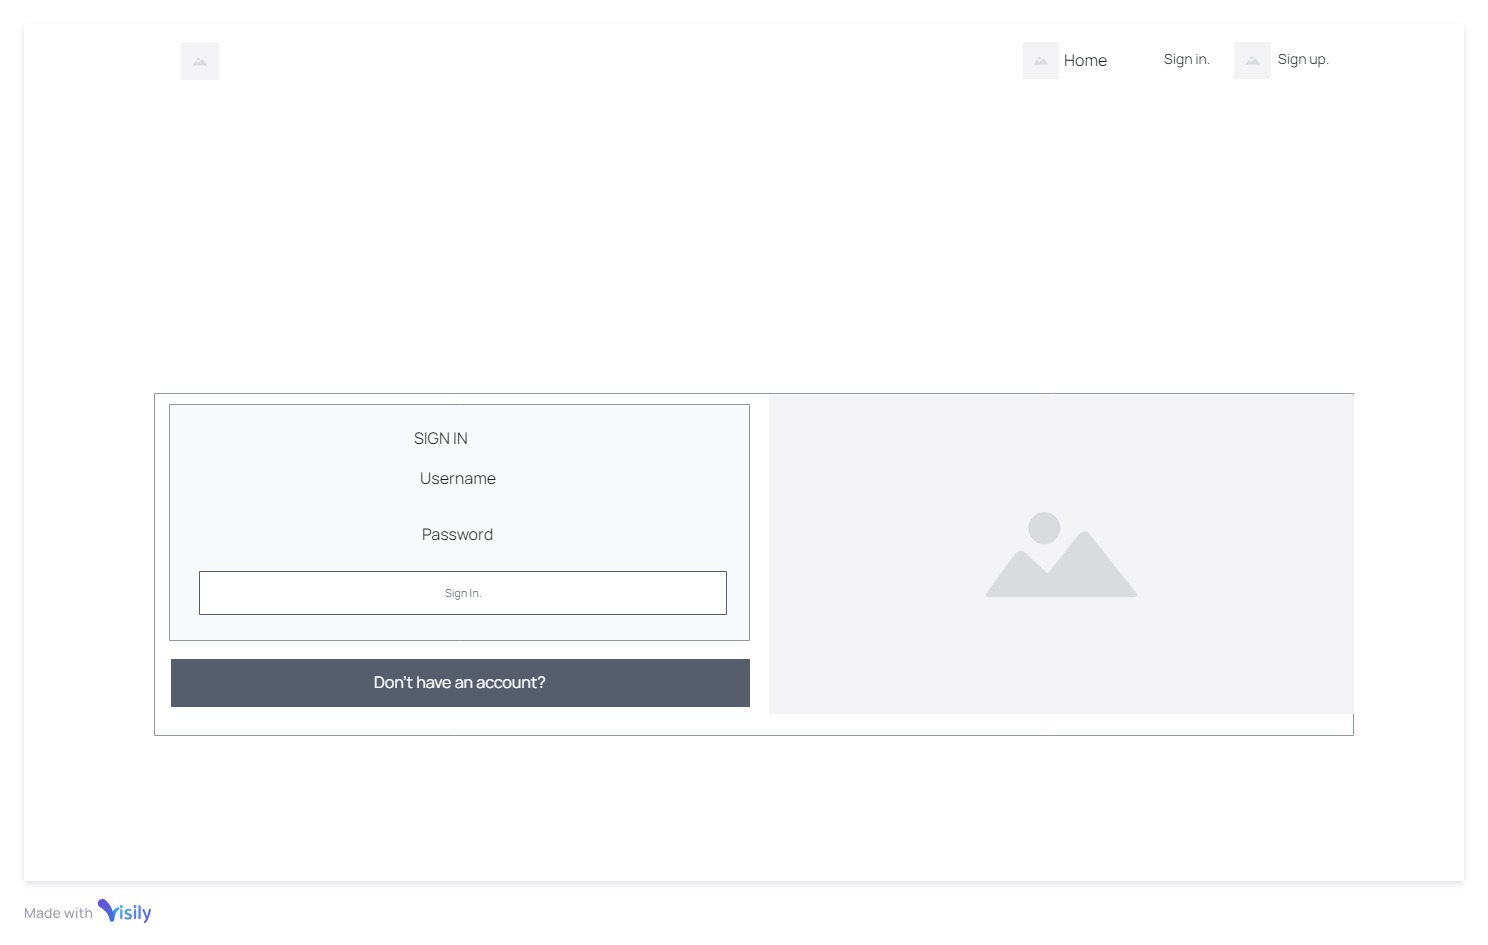 Home
Sign in.
Sign up.
SIGN IN
Username
Password
Sign In.
Don't have an account?
Made with Visily